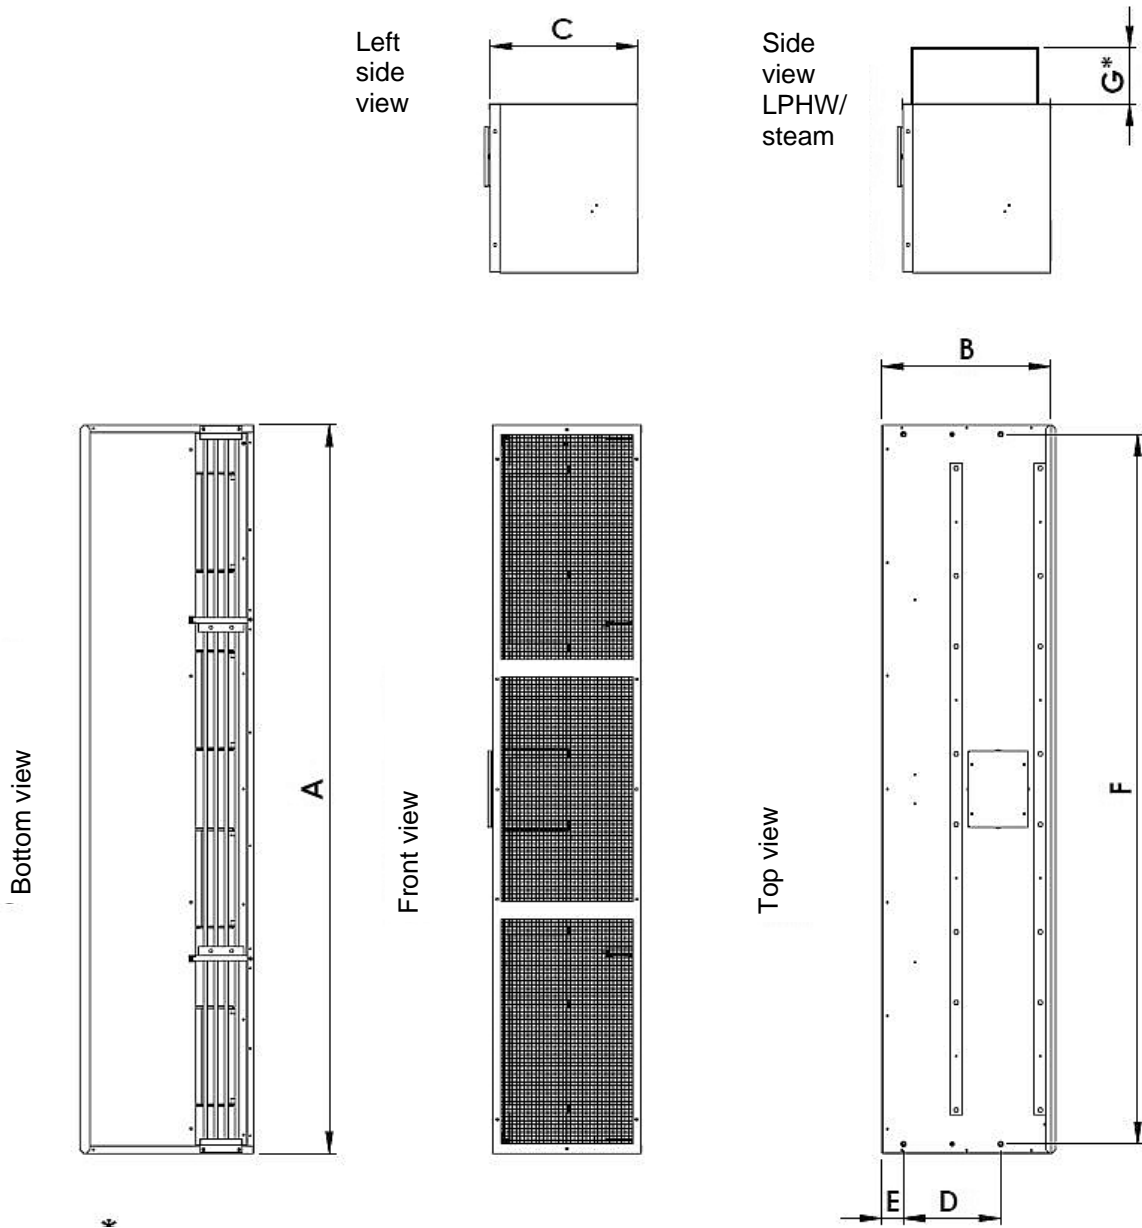 Left
side
view
C
Side
view
LPHW/
steam
G*
B
Bottom view
A
Front view
Top view
F
E
D
*